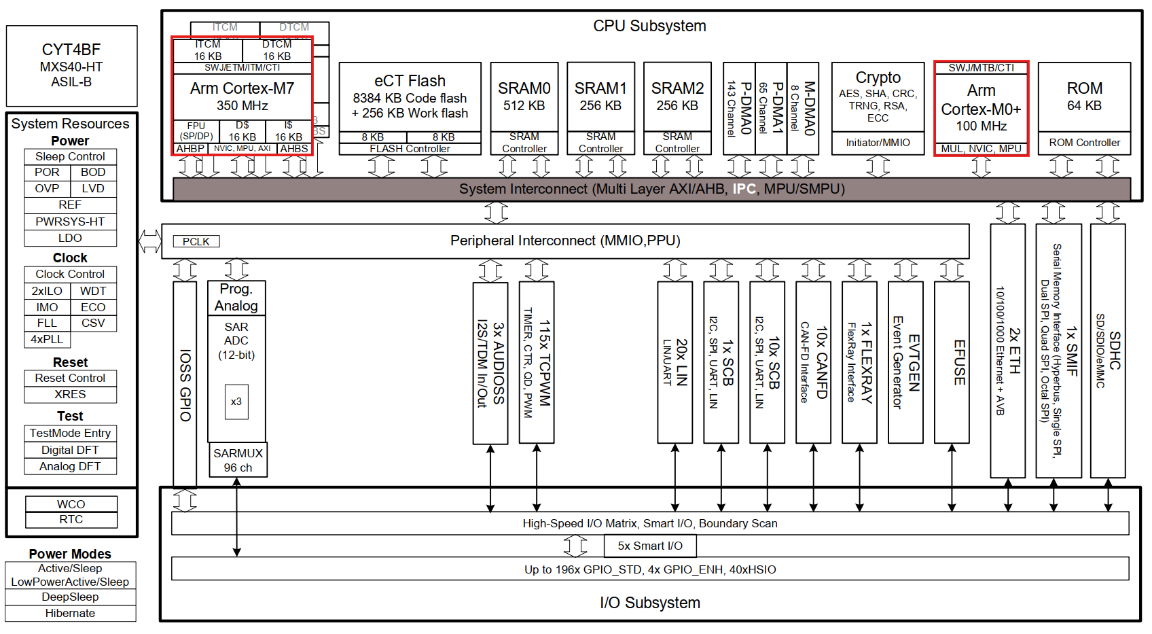 CYT4BF
MXS40-HT
ASIL-B
System Resources
Power
Sleep Control
POR BOD
OVP LVD
REF
PWRSYS-HT
LDO
Clock
Clock Control
2xILO WDT
IMO ECO
FLL CSV
4xPLL
Reset
Reset Control
XRES
Test
TestMode Entry
Digital DFT
Analog DFT
WCO
RTC
Power Modes
Active/Sleep
LowPowerActive/Sleep
DeepSleep
Hibernate
CPU Subsystem
ITCM DTCM
ITCM
16 KB
DTCM
16 KB
SWJ/ETM/ITM/CTI
Arm Cortex-M7
350 MHz
FPU
(SP/DP)
D$
16 KB
I$
16 KB
AHBP
NVIC, MPU, AXI
AHBS
eCT Flash
8384 KB Code flash
+ 256 KB Work flash
8 KB 8 KB
FLASH Controller
SRAM0
512 KB
SRAM
Controller
SRAM1
256 KB
SRAM
Controller
SRAM2
256 KB
SRAM
Controller
P-DMA0
143 Channel
P-DMA1
65 Channel
M-DMA0
8 Channel
Crypto
AES, SHA, CRC,
TRNG, RSA,
ECC
Initiator/MMIO
SWJ/MTB/CTI
Arm
Cortex-M0+
100 MHz
MUL, NVIC, MPU
ROM
64 KB
ROM Controller
System Interconnect (Multi Layer AXI/AHB, IPC, MPU/SMPU)
PCLK
Peripheral Interconnect (MMIO,PPU)
IOSS GPIO
Prog.
Analog
SAR
ADC
(12-bit)
x3
SARMUX
96 ch
3x AUDIOSS
I2S/TDM In/Out
115x TCPWM
TIMER, CTR, QD, PWM
20x LIN
LIN/UART
1x SCB
I2C, SPI, UART, LIN
10x SCB
I2C, SPI, UART, LIN
10x CANFD
CAN-FD Interface
1x FLEXRAY
FlexRay Interface
EVTGEN
Event Generator
EFUSE
2x ETH
10/100/1000 Ethernet + AVB
1x SMIF
Serial Memory Interface (Hyperbus, Single SPI,
Dual SPI, Quad SPI, Octal SPI)
SDHC
SD/SDIO/eMMC
High-Speed I/O Matrix, Smart I/O, Boundary Scan
5x Smart I/O
Up to 196x GPIO_STD, 4x GPIO_ENH, 40xHSIO
I/O Subsystem